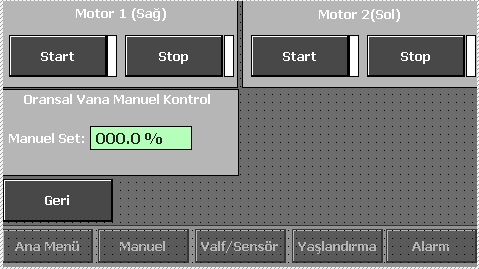 Motor 1 (Sağ)
Motor 2(Sol)
Start
Stop
Start
Stop
Oransal Vana Manuel Kontrol
Manuel Set: 000.0 %
Geri
Ana Menü
Manuel
Valf/Sensör
Yaşlandırma
Alarm